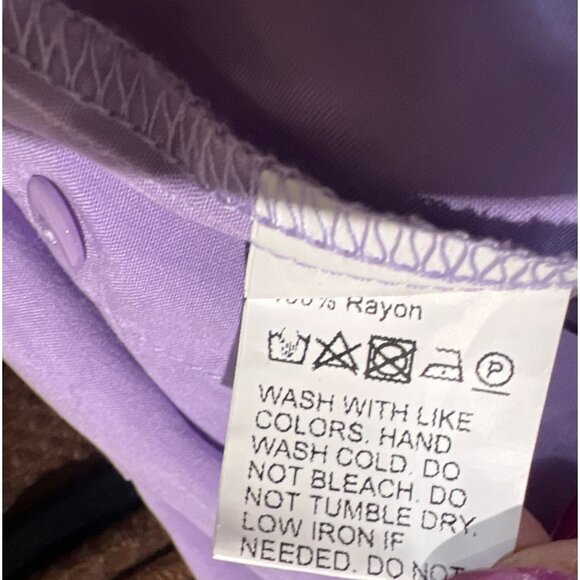 100% Rayon
P
WASH WITH LIKE
COLORS. HAND
WASH COLD. DO
NOT BLEACH. DO
NOT TUMBLE DRY.
LOW IRON IF
NEEDED. DO NOT